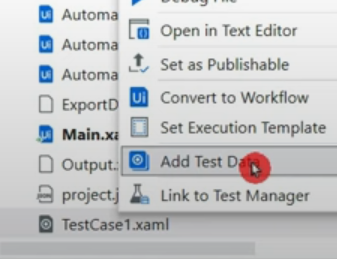 Debug File
Automa
Open in Text Editor
Automa
Set as Publishable
Automa
Convert to Workflow
ExportD
Set Execution Template
Main.xa
Add Test Data
Output.
Link to Test Manager
project.j
TestCase1.xaml